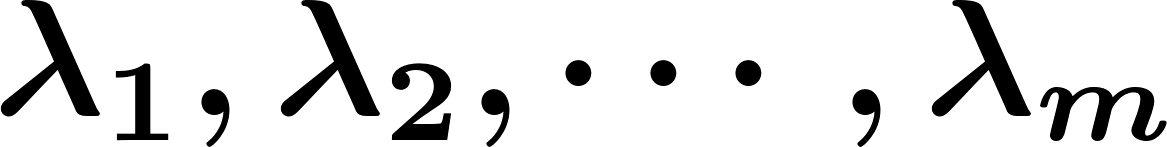 λ₁, λ₂, ⋯ , λₘ